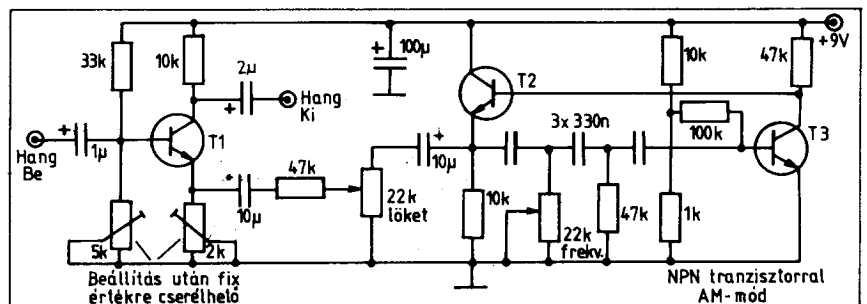 33k
10k
2µ
Hang
Ki
100µ
+9V
T2
10k
47k
Hang
Be
1µ
T1
10µ
47k
22k
löket
10µ
3x 330n
100k
T3
10k
22k
frekv.
47k
1k
5k
2k
Beállítás után fix
értékre cserélhető
NPN tranzisztorral
AM-mód